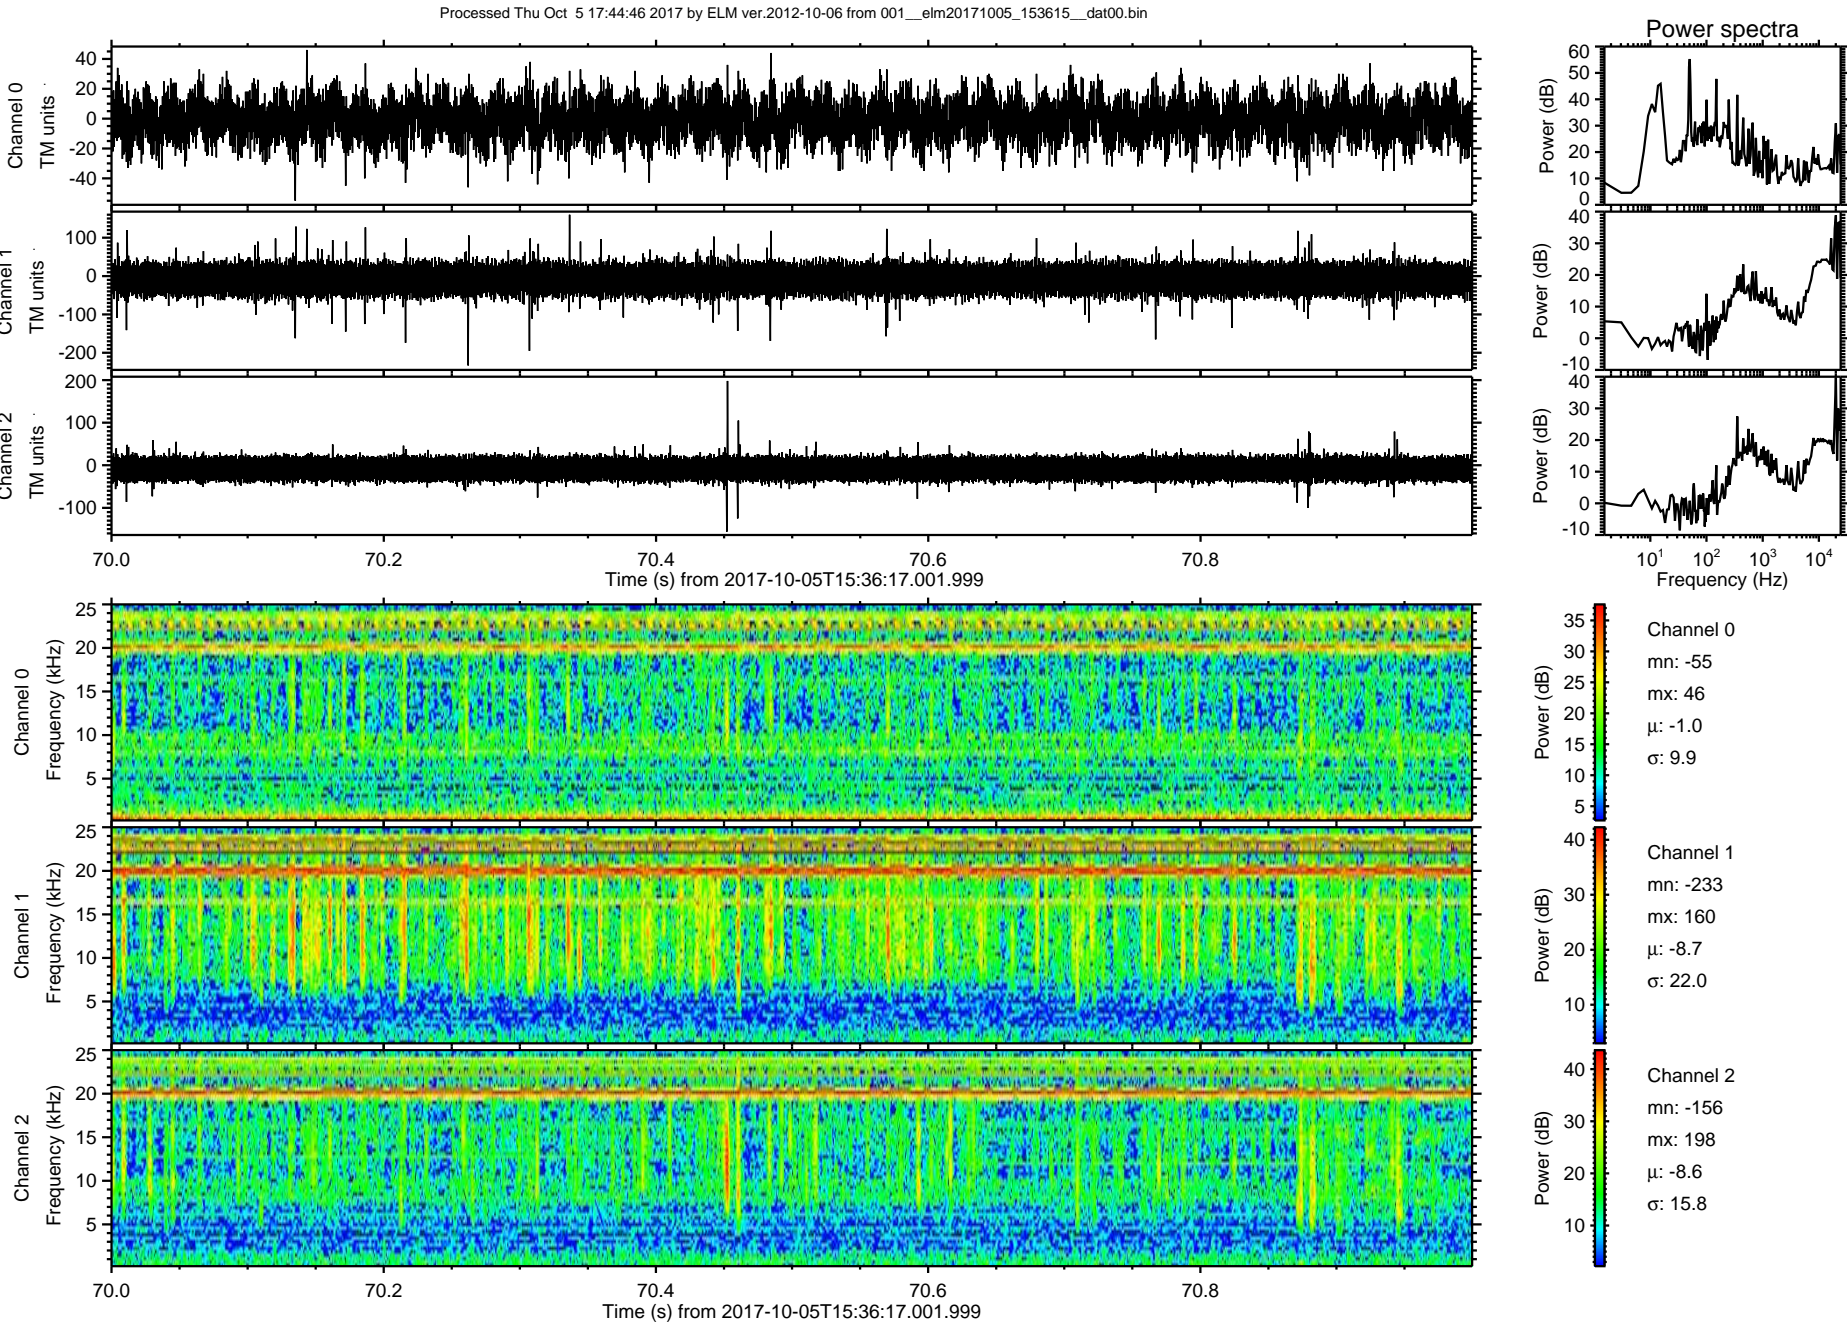 Processed Thu Oct  5 17:44:46 2017 by ELM ver.2012-10-06 from 001__elm20171005_153615__dat00.bin
Power spectra
Channel 0
TM units
40
20
0
-20
-40
Power (dB)
60
50
40
30
20
10
0
Channel 1
TM units
100
0
-100
-200
Power (dB)
40
30
20
10
0
-10
Channel 2
TM units
200
100
0
-100
Power (dB)
40
30
20
10
0
-10
70.0 70.2 70.4 70.6 70.8
Time (s) from 2017-10-05T15:36:17.001.999
10¹ 10² 10³ 10⁴
Frequency (Hz)
Channel 0
Frequency (kHz)
25
20
15
10
5
Power (dB)
35
30
25
20
15
10
5
Channel 0
mn: -55
mx: 46
μ: -1.0
σ: 9.9
Channel 1
Frequency (kHz)
25
20
15
10
5
Power (dB)
40
30
20
10
Channel 1
mn: -233
mx: 160
μ: -8.7
σ: 22.0
Channel 2
Frequency (kHz)
25
20
15
10
5
Power (dB)
40
30
20
10
Channel 2
mn: -156
mx: 198
μ: -8.6
σ: 15.8
70.0 70.2 70.4 70.6 70.8
Time (s) from 2017-10-05T15:36:17.001.999